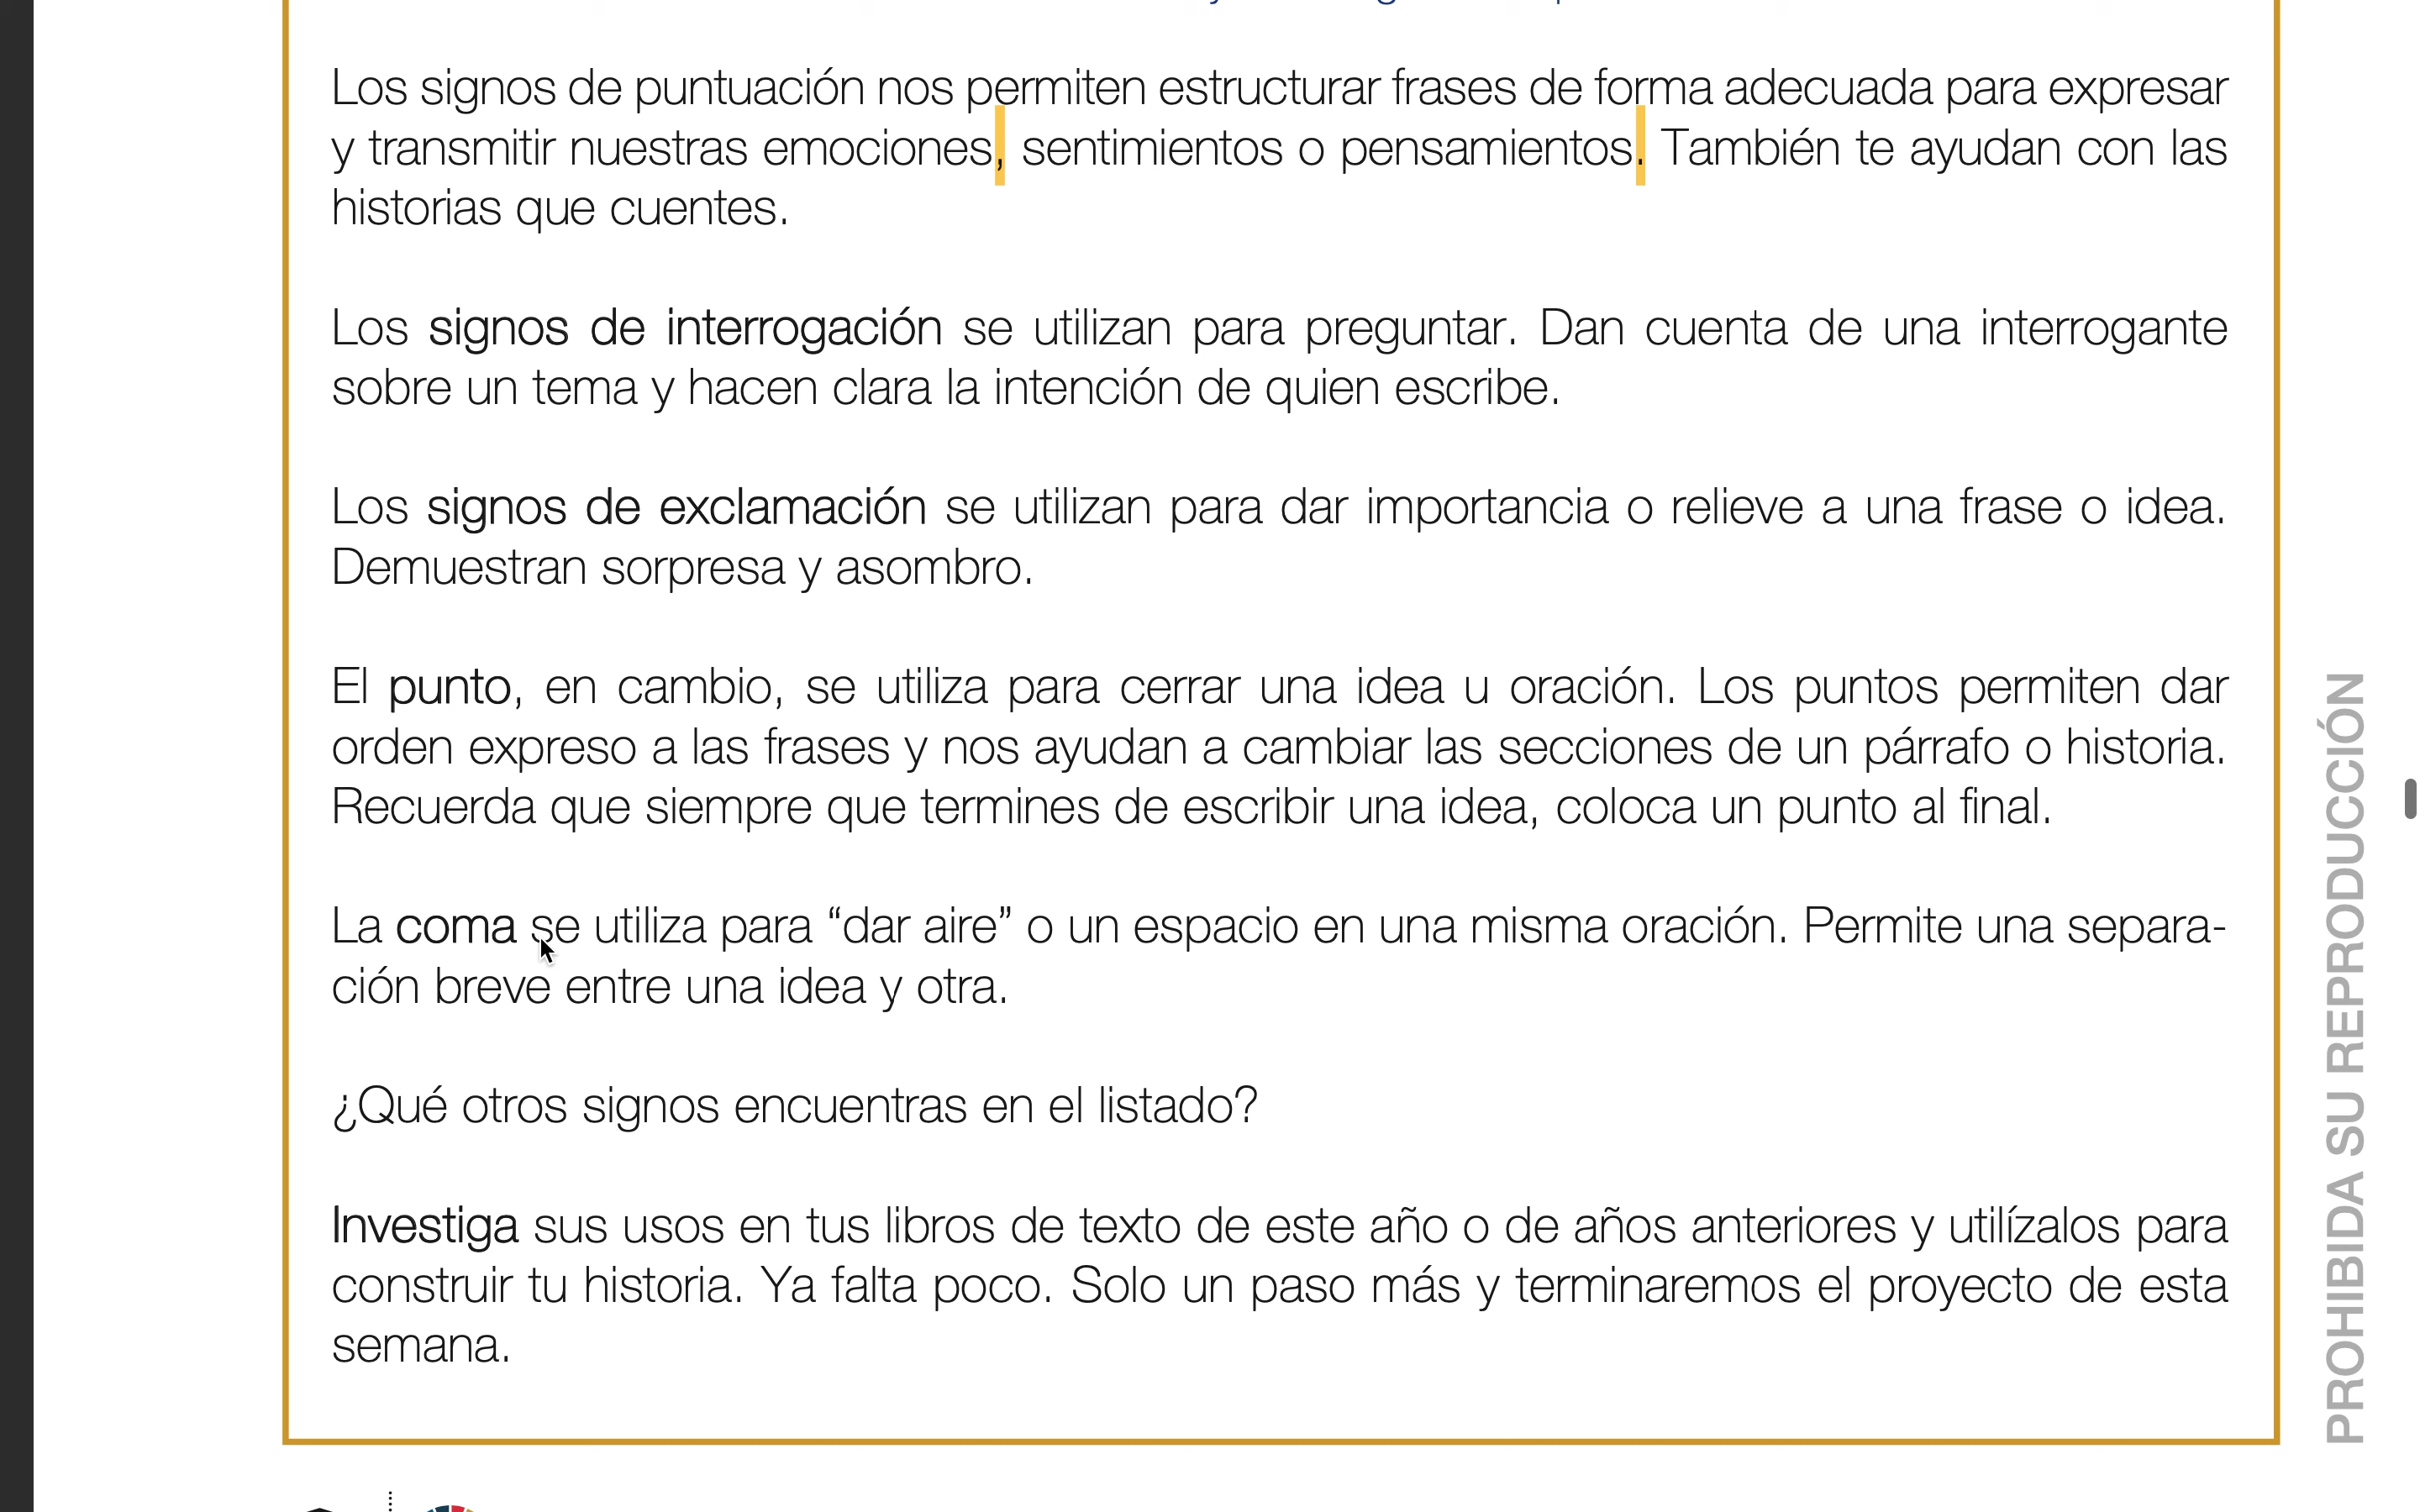 Los signos de puntuación nos permiten estructurar frases de forma adecuada para expresar
y transmitir nuestras emociones, sentimientos o pensamientos. También te ayudan con las
historias que cuentes.
Los signos de interrogación se utilizan para preguntar. Dan cuenta de una interrogante
sobre un tema y hacen clara la intención de quien escribe.
Los signos de exclamación se utilizan para dar importancia o relieve a una frase o idea.
Demuestran sorpresa y asombro.
El punto, en cambio, se utiliza para cerrar una idea u oración. Los puntos permiten dar
orden expreso a las frases y nos ayudan a cambiar las secciones de un párrafo o historia.
Recuerda que siempre que termines de escribir una idea, coloca un punto al final.
La coma se utiliza para “dar aire” o un espacio en una misma oración. Permite una separa-
ción breve entre una idea y otra.
¿Qué otros signos encuentras en el listado?
Investiga sus usos en tus libros de texto de este año o de años anteriores y utilízalos para
construir tu historia. Ya falta poco. Solo un paso más y terminaremos el proyecto de esta
semana.
PROHIBIDA SU REPRODUCCIÓN